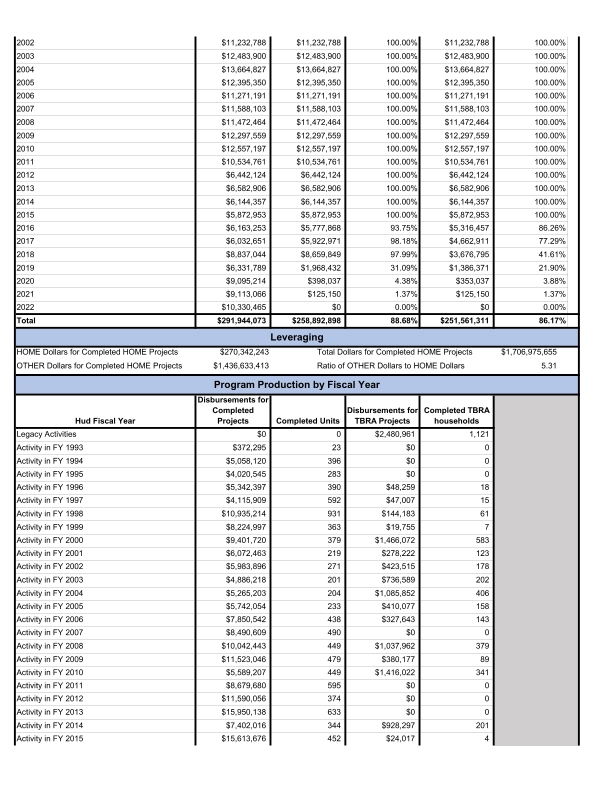 2002 $11,232,788 $11,232,788 100.00% $11,232,788 100.00%
2003 $12,483,900 $12,483,900 100.00% $12,483,900 100.00%
2004 $13,664,827 $13,664,827 100.00% $13,664,827 100.00%
2005 $12,395,350 $12,395,350 100.00% $12,395,350 100.00%
2006 $11,271,191 $11,271,191 100.00% $11,271,191 100.00%
2007 $11,588,103 $11,588,103 100.00% $11,588,103 100.00%
2008 $11,472,464 $11,472,464 100.00% $11,472,464 100.00%
2009 $12,297,559 $12,297,559 100.00% $12,297,559 100.00%
2010 $12,557,197 $12,557,197 100.00% $12,557,197 100.00%
2011 $10,534,761 $10,534,761 100.00% $10,534,761 100.00%
2012 $6,442,124 $6,442,124 100.00% $6,442,124 100.00%
2013 $6,582,906 $6,582,906 100.00% $6,582,906 100.00%
2014 $6,144,357 $6,144,357 100.00% $6,144,357 100.00%
2015 $5,872,953 $5,872,953 100.00% $5,872,953 100.00%
2016 $6,163,253 $5,777,868 93.75% $5,316,457 86.26%
2017 $6,032,651 $5,922,971 98.18% $4,662,911 77.29%
2018 $8,837,044 $8,659,849 97.99% $3,676,795 41.61%
2019 $6,331,789 $1,968,432 31.09% $1,386,371 21.90%
2020 $9,095,214 $398,037 4.38% $353,037 3.88%
2021 $9,113,066 $125,150 1.37% $125,150 1.37%
2022 $10,330,465 $0 0.00% $0 0.00%
Total $291,944,073 $258,892,898 88.68% $251,561,311 86.17%
Leveraging
HOME Dollars for Completed HOME Projects $270,342,243 Total Dollars for Completed HOME Projects $1,706,975,655
OTHER Dollars for Completed HOME Projects $1,436,633,413 Ratio of OTHER Dollars to HOME Dollars 5.31
Program Production by Fiscal Year
Hud Fiscal Year Disbursements for Completed Projects Completed Units Disbursements for TBRA Projects Completed TBRA households
Legacy Activities $0 0 $2,480,961 1,121
Activity in FY 1993 $372,295 23 $0 0
Activity in FY 1994 $5,058,120 396 $0 0
Activity in FY 1995 $4,020,545 283 $0 0
Activity in FY 1996 $5,342,397 390 $48,259 18
Activity in FY 1997 $4,115,909 592 $47,007 15
Activity in FY 1998 $10,935,214 931 $144,183 61
Activity in FY 1999 $8,224,997 363 $19,755 7
Activity in FY 2000 $9,401,720 379 $1,466,072 583
Activity in FY 2001 $6,072,463 219 $278,222 123
Activity in FY 2002 $5,983,896 271 $423,515 178
Activity in FY 2003 $4,886,218 201 $736,589 202
Activity in FY 2004 $5,265,203 204 $1,085,852 406
Activity in FY 2005 $5,742,054 233 $410,077 158
Activity in FY 2006 $7,850,542 438 $327,643 143
Activity in FY 2007 $8,490,609 490 $0 0
Activity in FY 2008 $10,042,443 449 $1,037,962 379
Activity in FY 2009 $11,523,046 479 $380,177 89
Activity in FY 2010 $5,589,207 449 $1,416,022 341
Activity in FY 2011 $8,679,680 595 $0 0
Activity in FY 2012 $11,590,056 374 $0 0
Activity in FY 2013 $15,950,138 633 $0 0
Activity in FY 2014 $7,402,016 344 $928,297 201
Activity in FY 2015 $15,613,676 452 $24,017 4